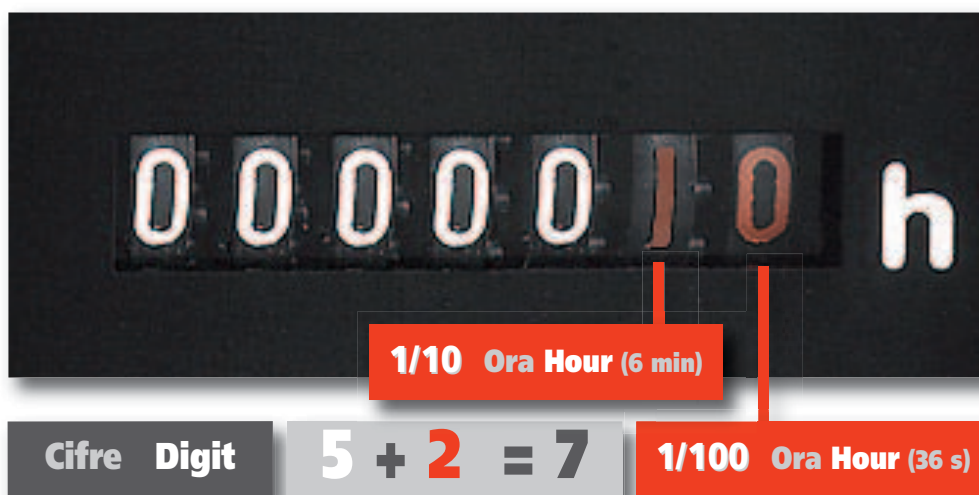 0000010 h
1/10 Ora Hour (6 min)
Cifre Digit 5 + 2 = 7 1/100 Ora Hour (36 s)